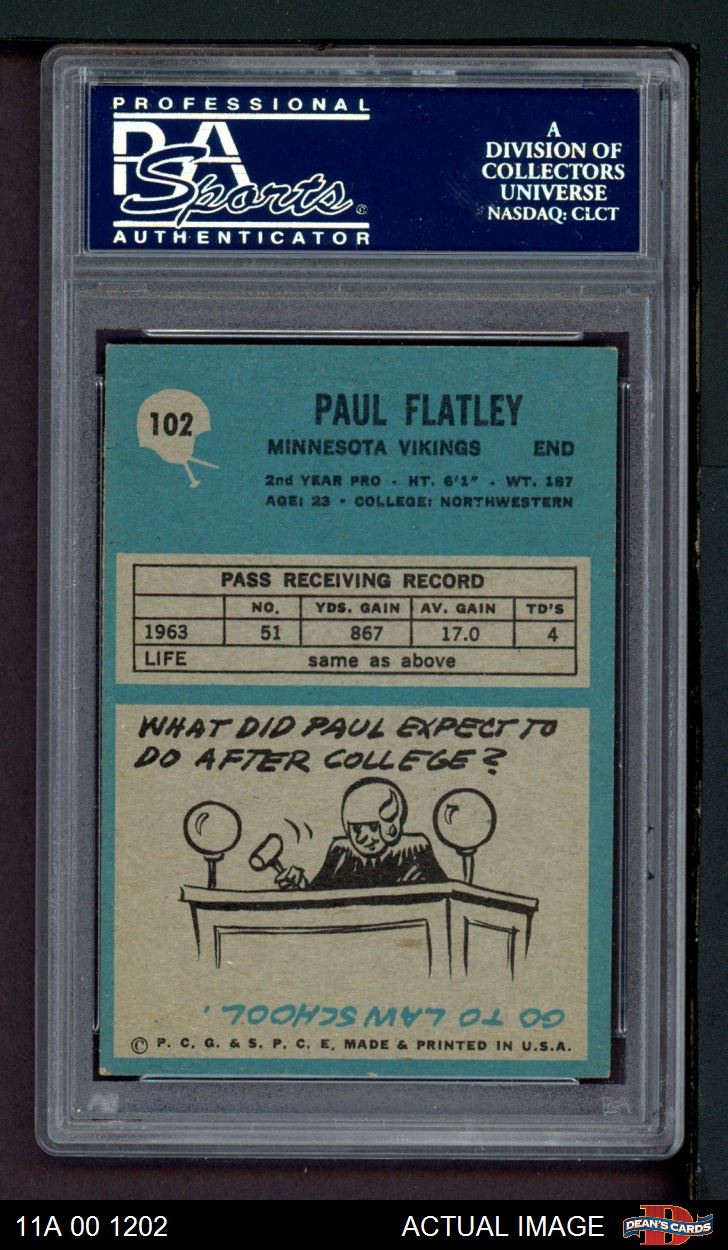 PROFESSIONAL
PSA
Sports
AUTHENTICATOR
A
DIVISION OF
COLLECTORS
UNIVERSE
NASDAQ: CLCT
102
PAUL FLATLEY
MINNESOTA VIKINGS END
2nd YEAR PRO - HT. 6'1" - WT. 187
AGE: 23 - COLLEGE: NORTHWESTERN
PASS RECEIVING RECORD
NO. YDS. GAIN AV. GAIN TD'S
1963 51 867 17.0 4
LIFE same as above
WHAT DID PAUL EXPECT TO
DO AFTER COLLEGE?
GO TO LAW SCHOOL.
© P. C. G. & S. P. C. E. MADE & PRINTED IN U.S.A.
PSA
11A 00 1202 ACTUAL IMAGE DEAN'S CARDS